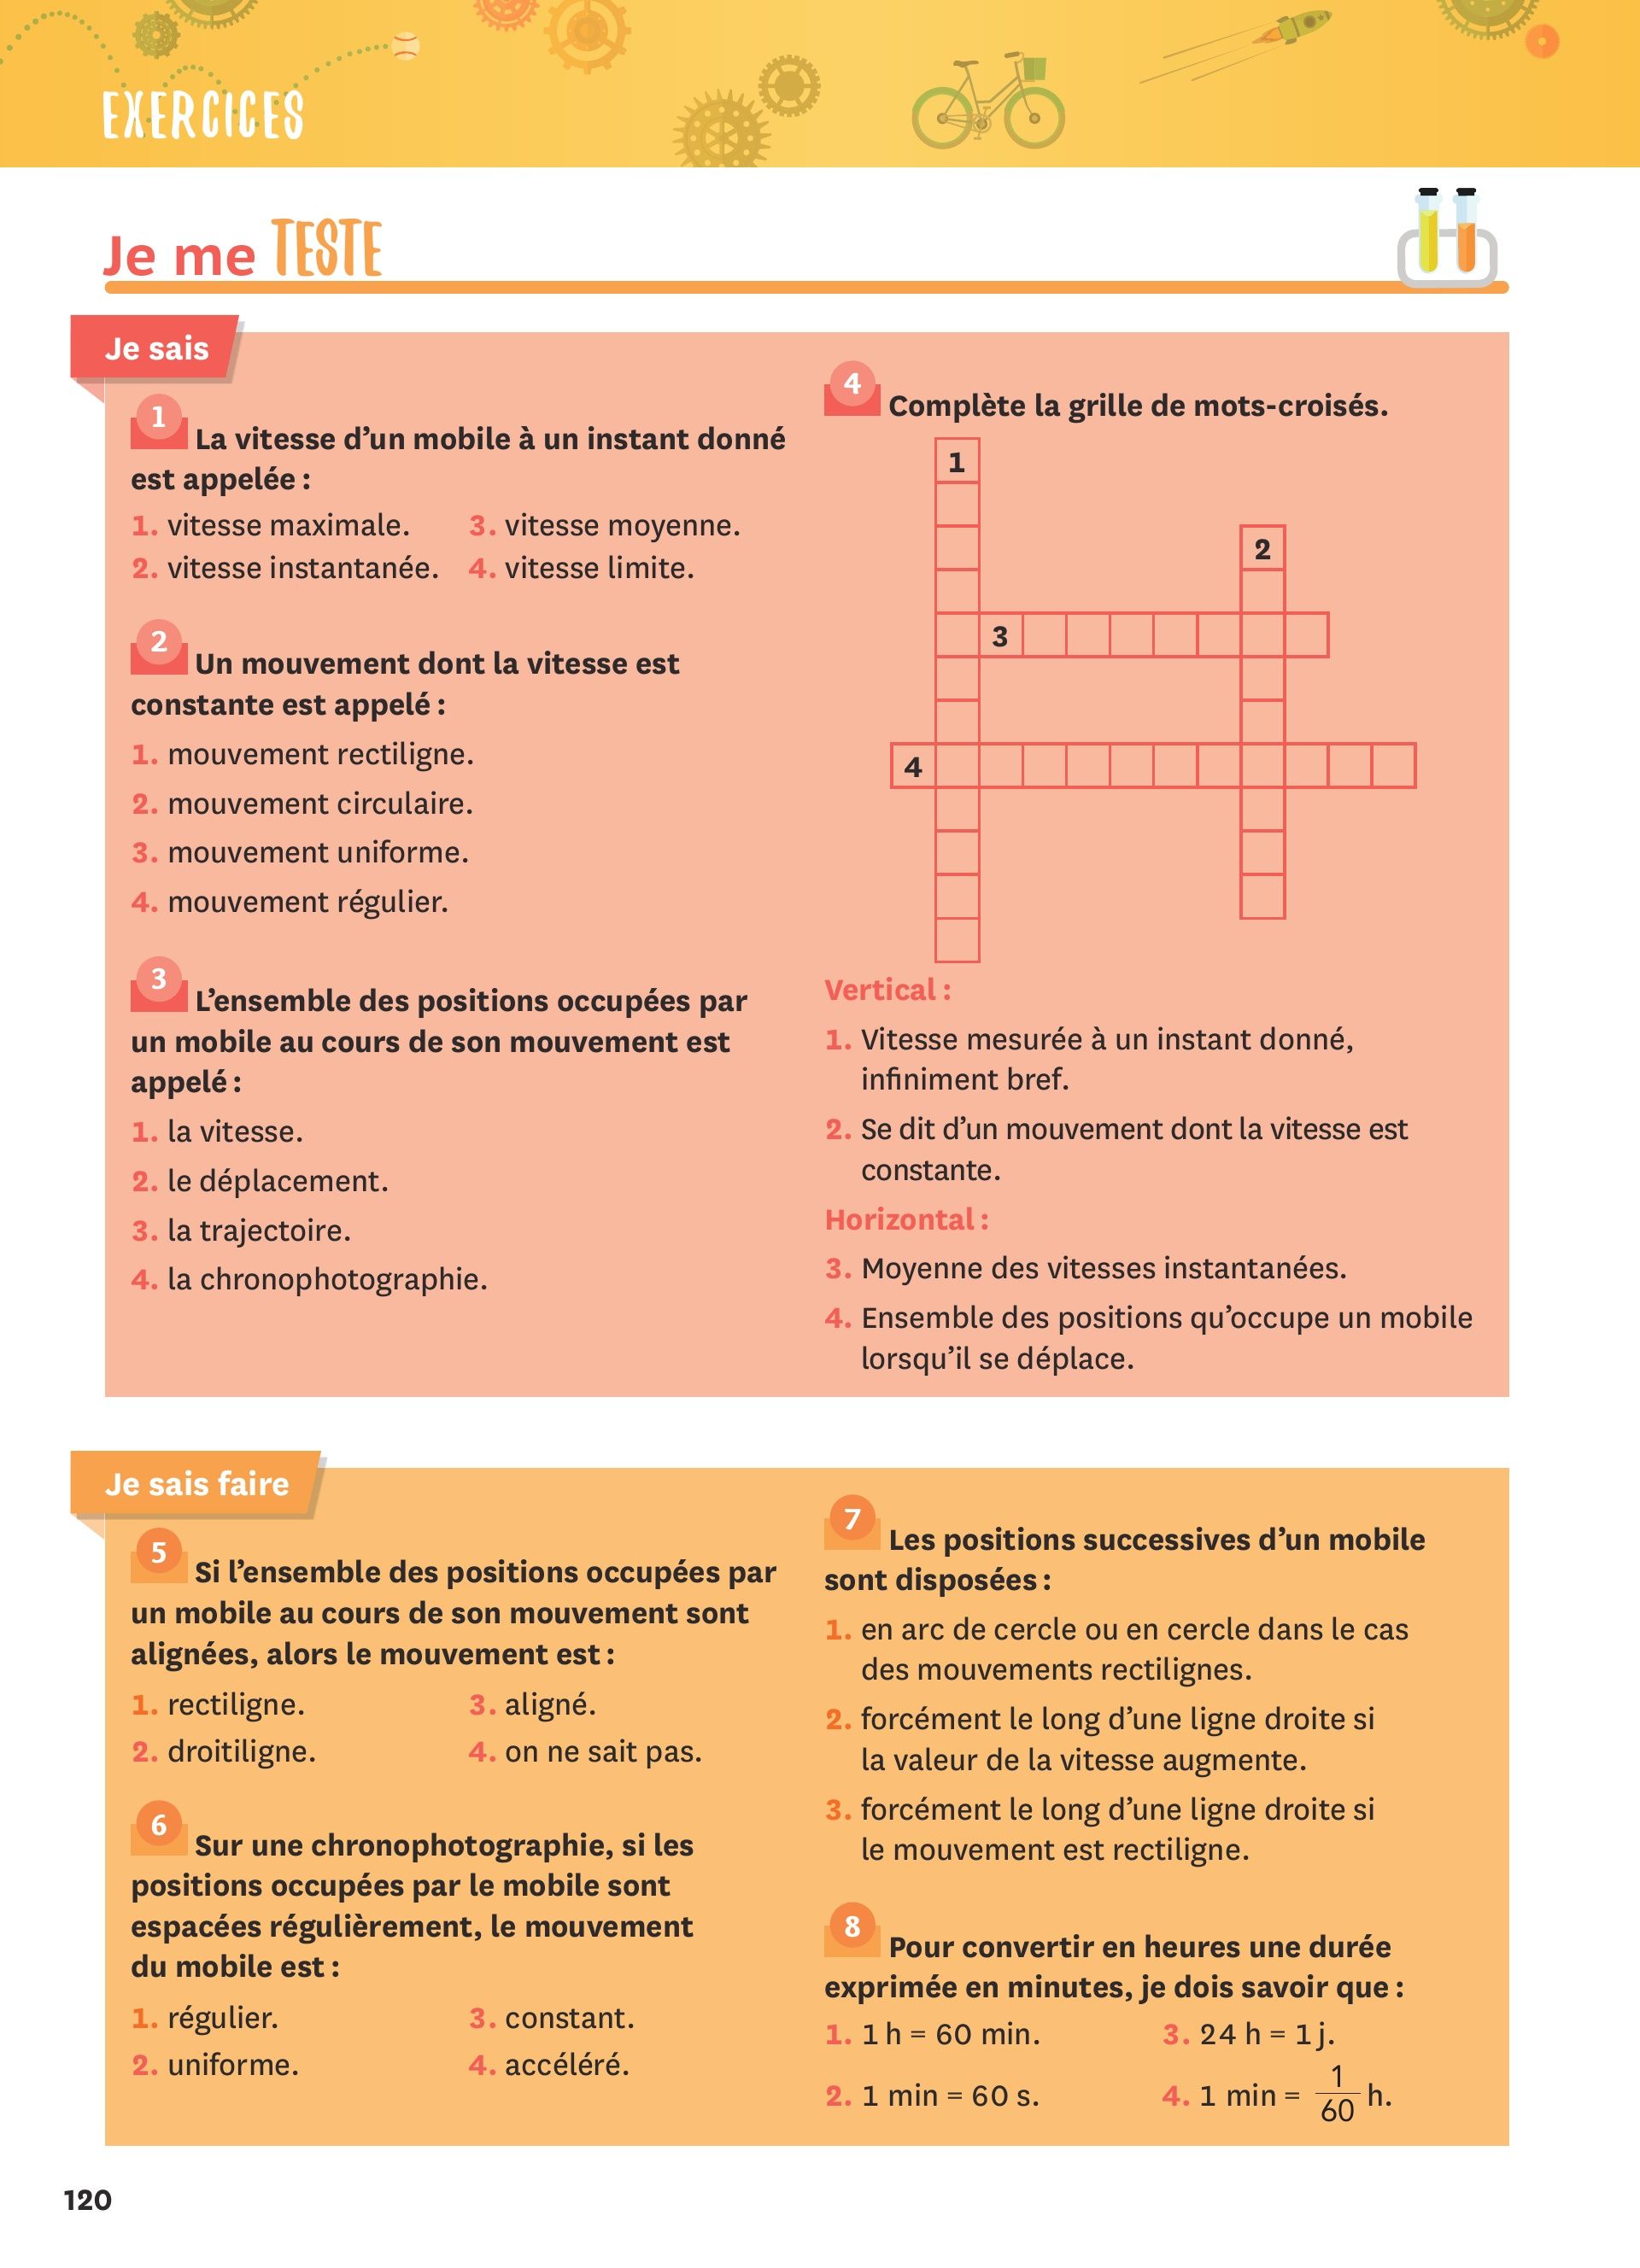 EXERCICES
Je me TESTE
Je sais
1 La vitesse d’un mobile à un instant donné
est appelée :
1. vitesse maximale.
3. vitesse moyenne.
2. vitesse instantanée.
4. vitesse limite.
2 Un mouvement dont la vitesse est
constante est appelé :
1. mouvement rectiligne.
2. mouvement circulaire.
3. mouvement uniforme.
4. mouvement régulier.
3 L’ensemble des positions occupées par
un mobile au cours de son mouvement est
appelé :
1. la vitesse.
2. le déplacement.
3. la trajectoire.
4. la chronophotographie.
4 Complète la grille de mots-croisés.
1
2
3
4
Vertical :
1. Vitesse mesurée à un instant donné,
infiniment bref.
2. Se dit d’un mouvement dont la vitesse est
constante.
Horizontal :
3. Moyenne des vitesses instantanées.
4. Ensemble des positions qu’occupe un mobile
lorsqu’il se déplace.
Je sais faire
5 Si l’ensemble des positions occupées par
un mobile au cours de son mouvement sont
alignées, alors le mouvement est :
1. rectiligne.
3. aligné.
2. droitiligne.
4. on ne sait pas.
6 Sur une chronophotographie, si les
positions occupées par le mobile sont
espacées régulièrement, le mouvement
du mobile est :
1. régulier.
3. constant.
2. uniforme.
4. accéléré.
7 Les positions successives d’un mobile
sont disposées :
1. en arc de cercle ou en cercle dans le cas
des mouvements rectilignes.
2. forcément le long d’une ligne droite si
la valeur de la vitesse augmente.
3. forcément le long d’une ligne droite si
le mouvement est rectiligne.
8 Pour convertir en heures une durée
exprimée en minutes, je dois savoir que :
1. 1 h = 60 min.
3. 24 h = 1 j.
2. 1 min = 60 s.
4. 1 min = 1/60 h.
120